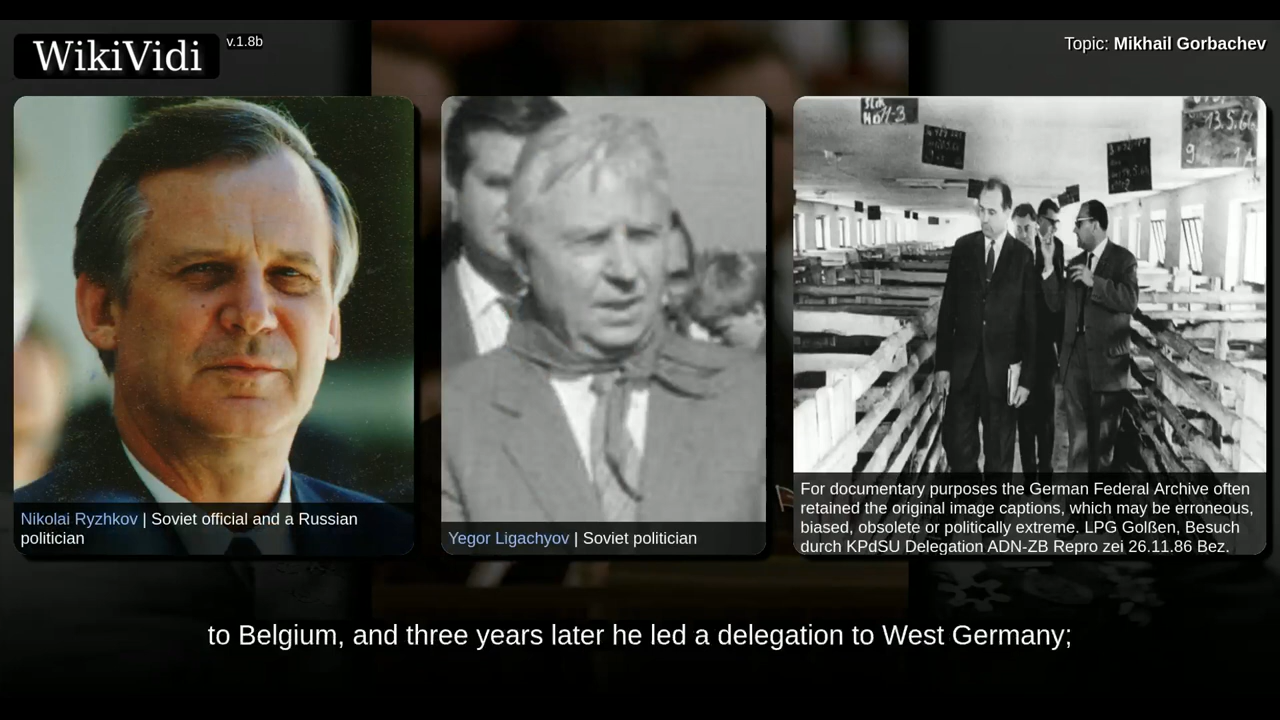 WikiVidi
v.1.8b
Topic: Mikhail Gorbachev
13.5.66
Nikolai Ryzhkov | Soviet official and a Russian
politician
Yegor Ligachyov | Soviet politician
For documentary purposes the German Federal Archive often
retained the original image captions, which may be erroneous,
biased, obsolete or politically extreme. LPG Golßen, Besuch
durch KPdSU Delegation ADN-ZB Repro zei 26.11.86 Bez.
to Belgium, and three years later he led a delegation to West Germany;